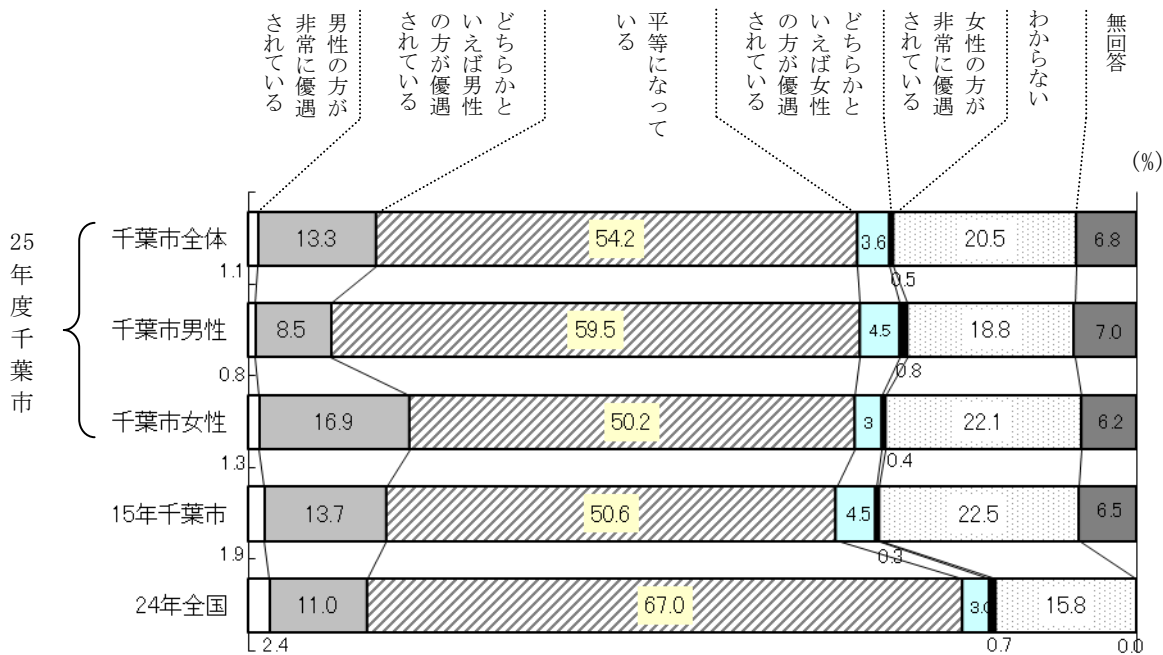 男性の方が
非常に優遇
されている
どちらかと
いえば男性
の方が優遇
されている
平等になって
いる
どちらかと
いえば女性
の方が優遇
されている
女性の方が
非常に優遇
されている
わからない
無回答
(%)
25年度千葉市
千葉市全体
13.3
54.2
3.6
20.5
6.8
1.1
0.5
千葉市男性
8.5
59.5
4.5
18.8
7.0
0.8
0.8
千葉市女性
16.9
50.2
3
22.1
6.2
1.3
0.4
15年千葉市
13.7
50.6
4.5
22.5
6.5
1.9
0.3
24年全国
11.0
67.0
3.0
15.8
2.4
0.7
0.0